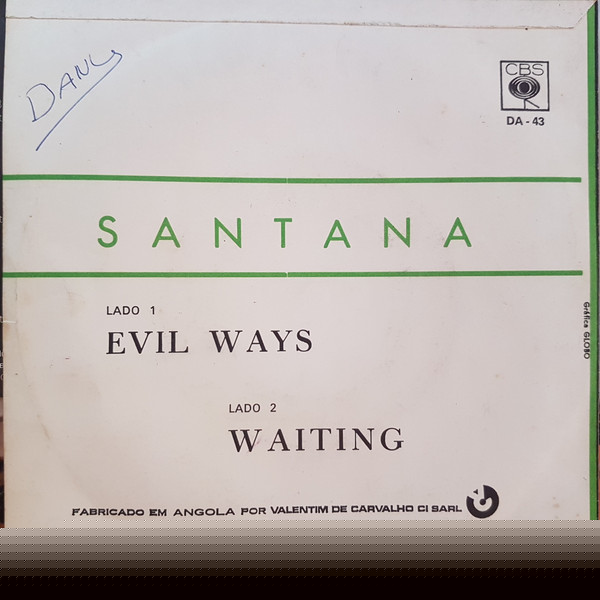 DANY
CBS
DA - 43
SANTANA
LADO 1
EVIL WAYS
Gráfica GLOBO
LADO 2
WAITING
FABRICADO EM ANGOLA POR VALENTIM DE CARVALHO CI SARL